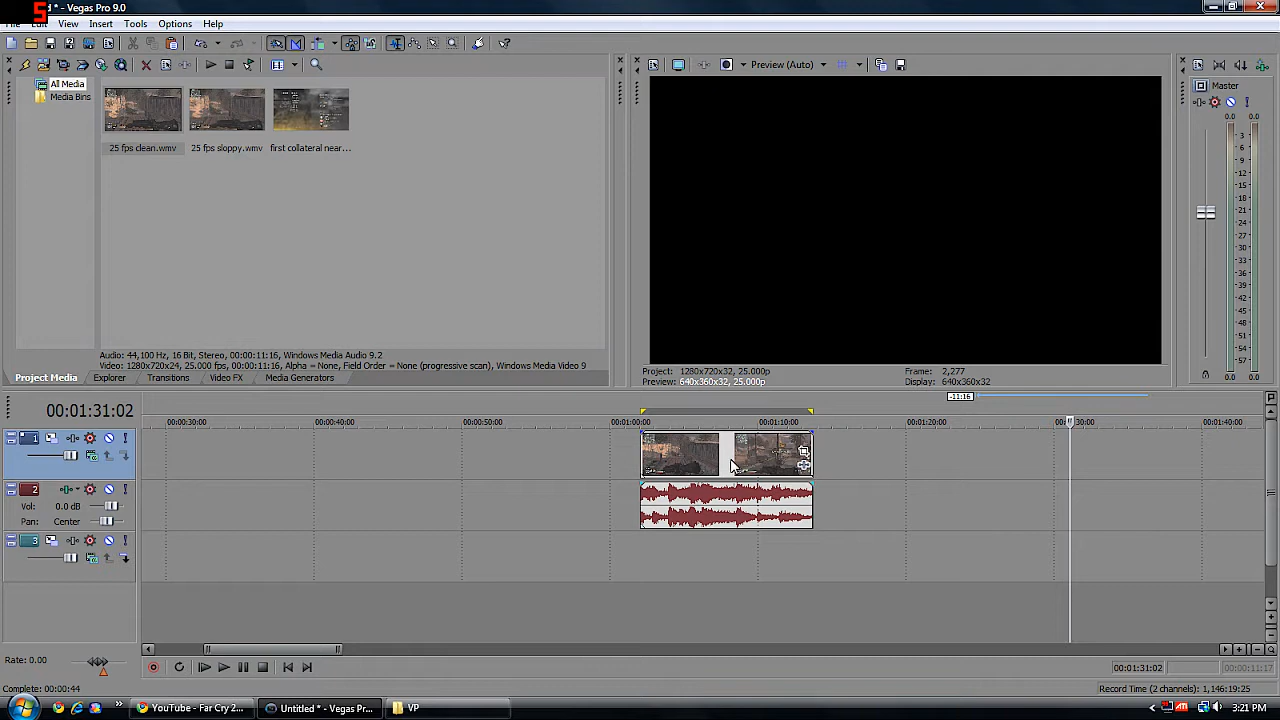 5
d * - Vegas Pro 9.0
View Insert Tools Options Help
Preview (Auto)
All Media
Media Bins
25 fps clean.wmv 25 fps sloppy.wmv first collateral near...
Audio: 44,100 Hz, 16 Bit, Stereo, 00:00:11:16, Windows Media Audio 9.2
Video: 1280x720x24, 25.000 fps, 00:00:11:16, Alpha = None, Field Order = None (progressive scan), Windows Media Video 9
Project Media Explorer Transitions Video FX Media Generators
Project: 1280x720x32, 25.000p
Preview: 640x360x32, 25.000p
Frame: 2,277
Display: 640x360x32
Master
0.0 0.0
3
6
9
12
15
18
21
24
27
30
33
36
39
42
45
48
51
54
57
0.0 0.0
00:01:31:02
-11:16
00:00:30:00 00:00:40:00 00:00:50:00 00:01:00:00 00:01:10:00 00:01:20:00 00:01:30:00 00:01:40:00
1
2
Vol: 0.0 dB
Pan: Center
3
Rate: 0.00
00:01:31:02
00:00:11:17
Complete: 00:00:44
Record Time (2 channels): 1,146:19:25
YouTube - Far Cry 2... Untitled * - Vegas Pr... VP
3:21 PM